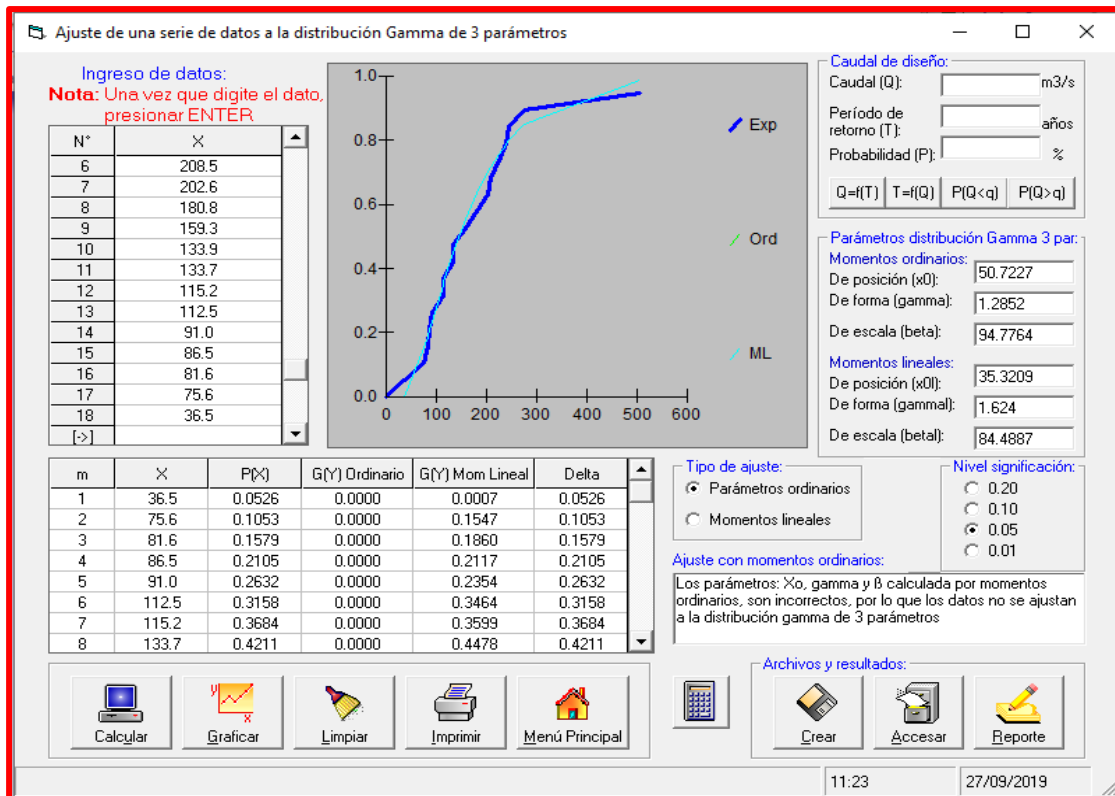 Ajuste de una serie de datos a la distribución Gamma de 3 parámetros
Ingreso de datos:
Nota: Una vez que digite el dato,
presionar ENTER
N° X
6 208.5
7 202.6
8 180.8
9 159.3
10 133.9
11 133.7
12 115.2
13 112.5
14 91.0
15 86.5
16 81.6
17 75.6
18 36.5
[->]
1.0
0.8
0.6
0.4
0.2
0.0
0 100 200 300 400 500 600
Exp
Ord
ML
Caudal de diseño:
Caudal (Q): m3/s
Período de
retorno (T): años
Probabilidad (P): %
Q=f(T) T=f(Q) P(Q<q) P(Q>q)
Parámetros distribución Gamma 3 par:
Momentos ordinarios:
De posición (x0): 50.7227
De forma (gamma): 1.2852
De escala (beta): 94.7764
Momentos lineales:
De posición (x0l): 35.3209
De forma (gammal): 1.624
De escala (betal): 84.4887
m X P(X) G(Y) Ordinario G(Y) Mom Lineal Delta
1 36.5 0.0526 0.0000 0.0007 0.0526
2 75.6 0.1053 0.0000 0.1547 0.1053
3 81.6 0.1579 0.0000 0.1860 0.1579
4 86.5 0.2105 0.0000 0.2117 0.2105
5 91.0 0.2632 0.0000 0.2354 0.2632
6 112.5 0.3158 0.0000 0.3464 0.3158
7 115.2 0.3684 0.0000 0.3599 0.3684
8 133.7 0.4211 0.0000 0.4478 0.4211
Tipo de ajuste:
Parámetros ordinarios
Momentos lineales
Nivel significación:
0.20
0.10
0.05
0.01
Ajuste con momentos ordinarios:
Los parámetros: Xo, gamma y ß calculada por momentos
ordinarios, son incorrectos, por lo que los datos no se ajustan
a la distribución gamma de 3 parámetros
Calcular Graficar Limpiar Imprimir Menú Principal
Archivos y resultados:
Crear Accesar Reporte
11:23 27/09/2019